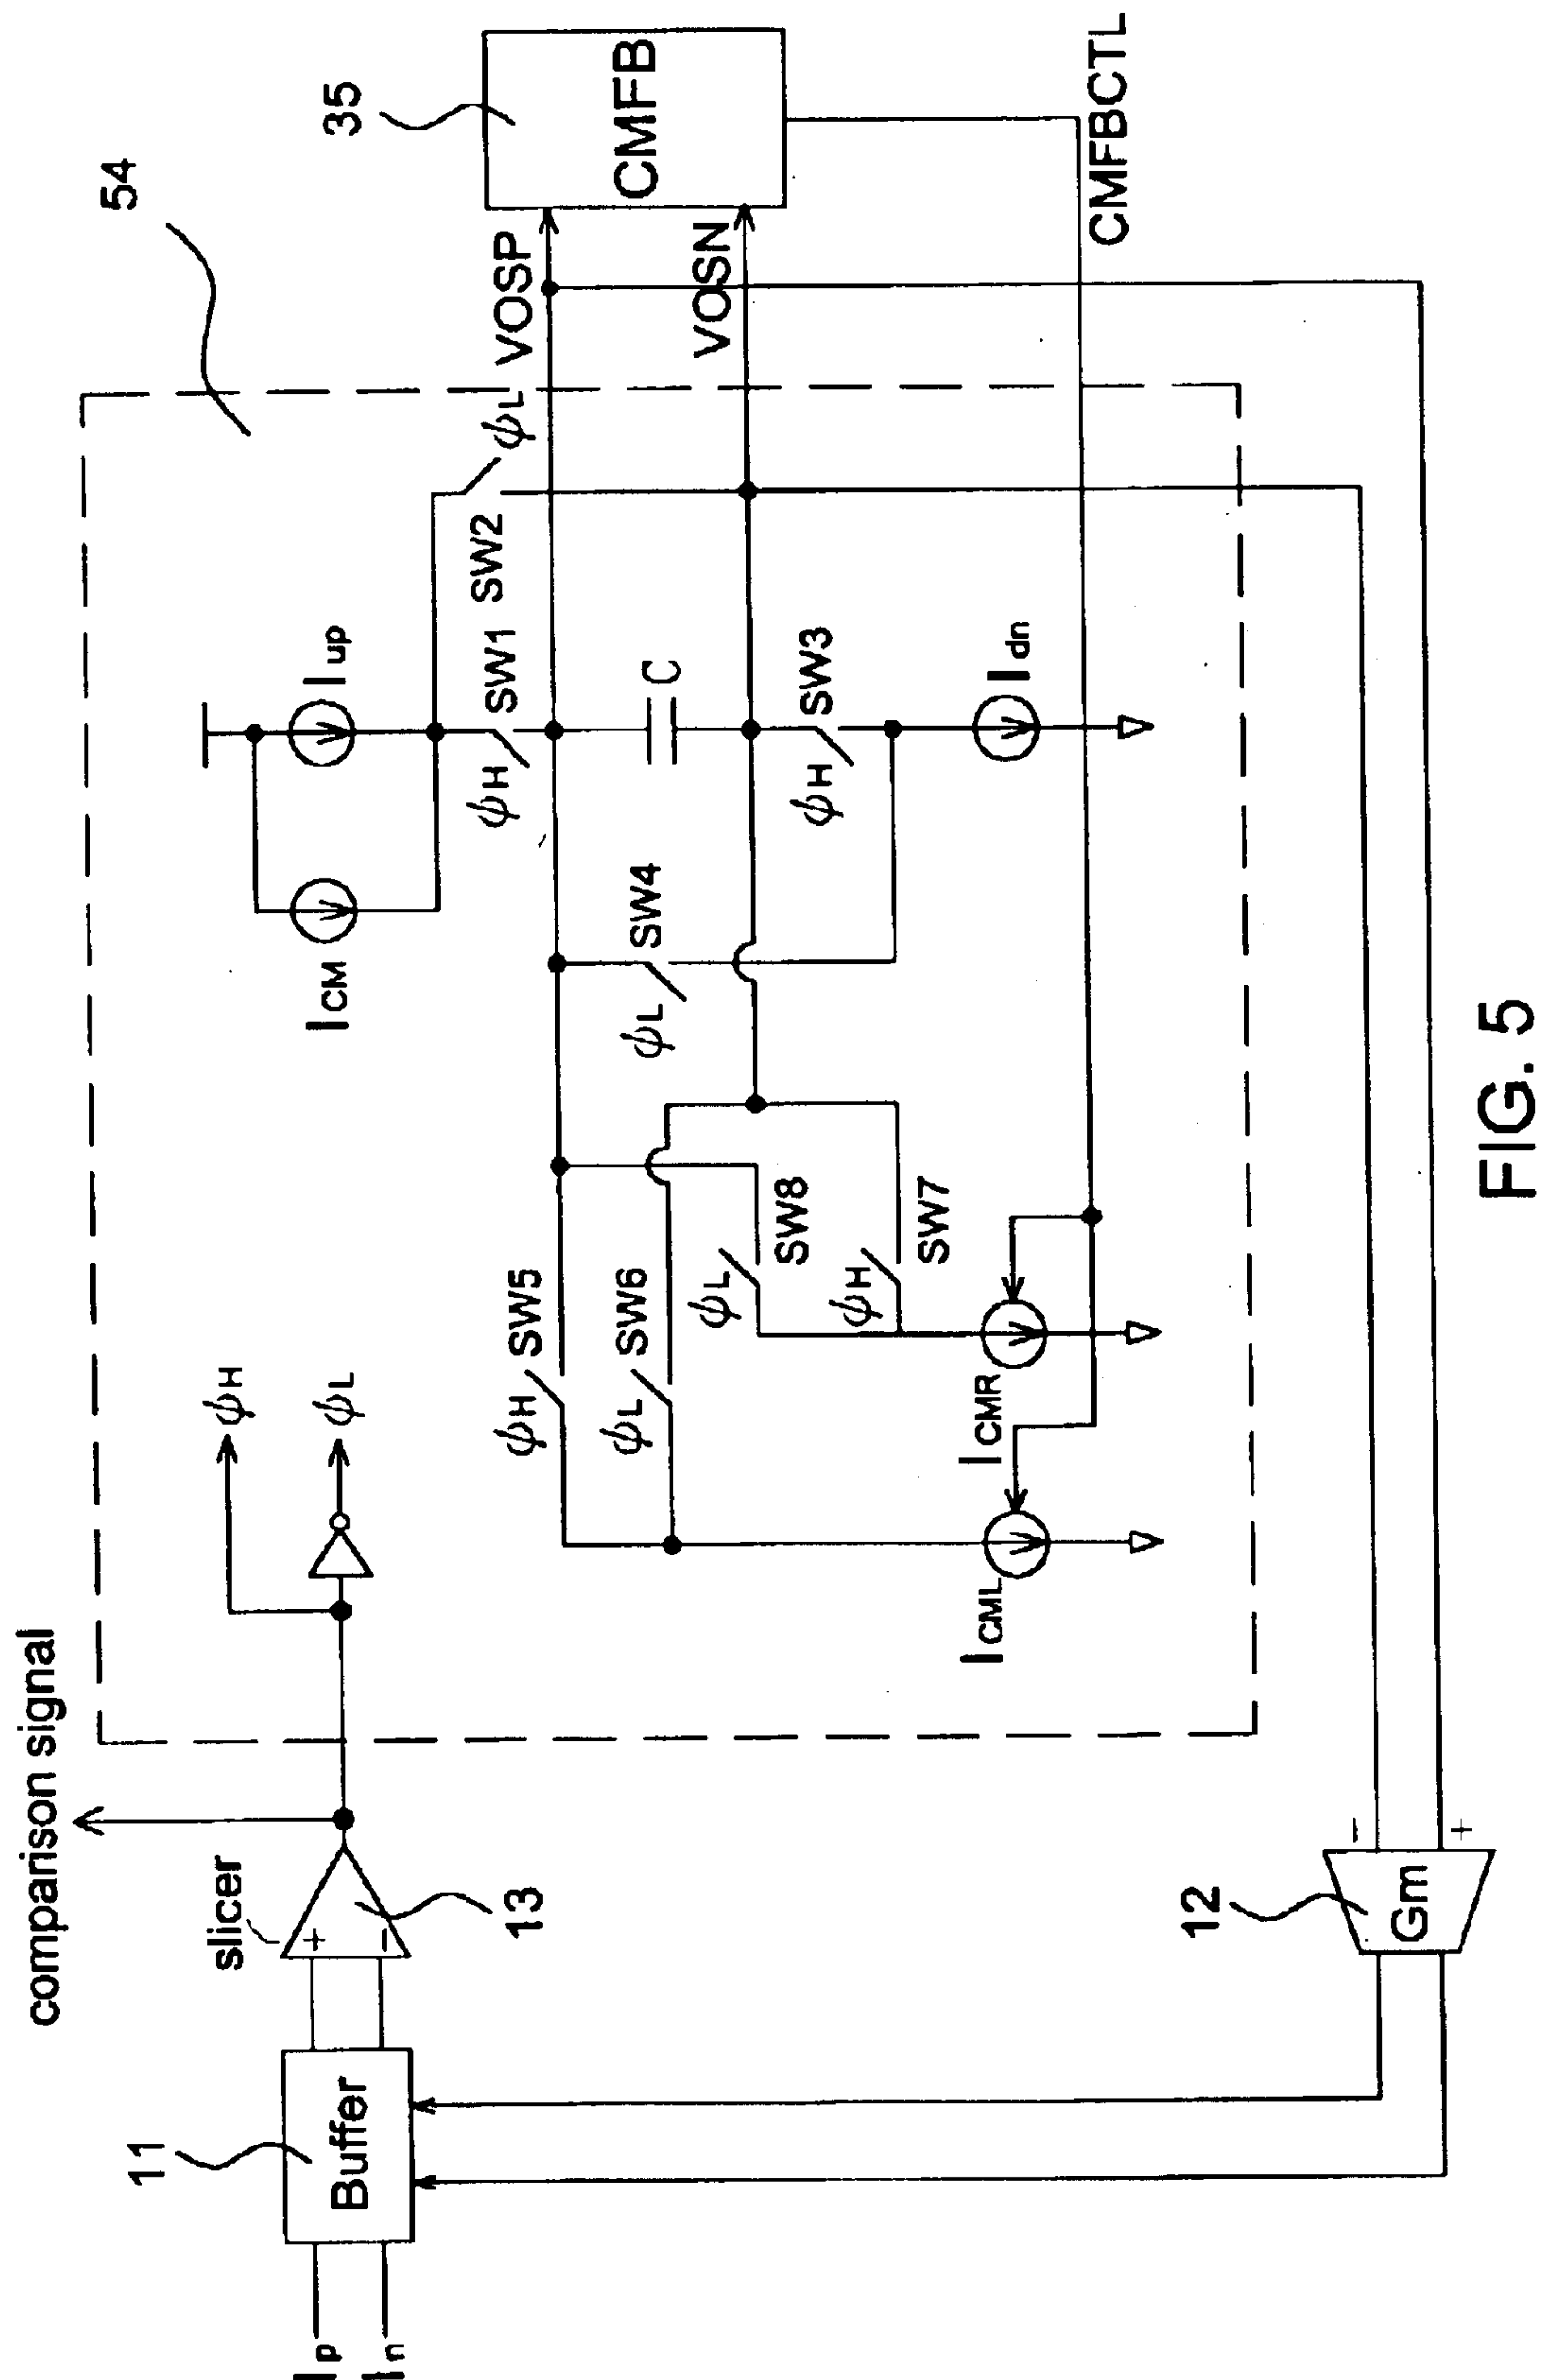 comparison signal
slicer
13
11
Buffer
Ip
In
12
Gm
+
−
−
+
ϕH
ϕL
54
ICM
Iup
ϕH SW1
SW2
ϕL
VOSP
VOSN
35
CMFB
CMFBCTL
C
ϕL SW4
ϕH SW3
Idn
ϕH SW5
ϕL SW6
ϕL SW8
ϕH SW7
ICML
ICMR
FIG. 5